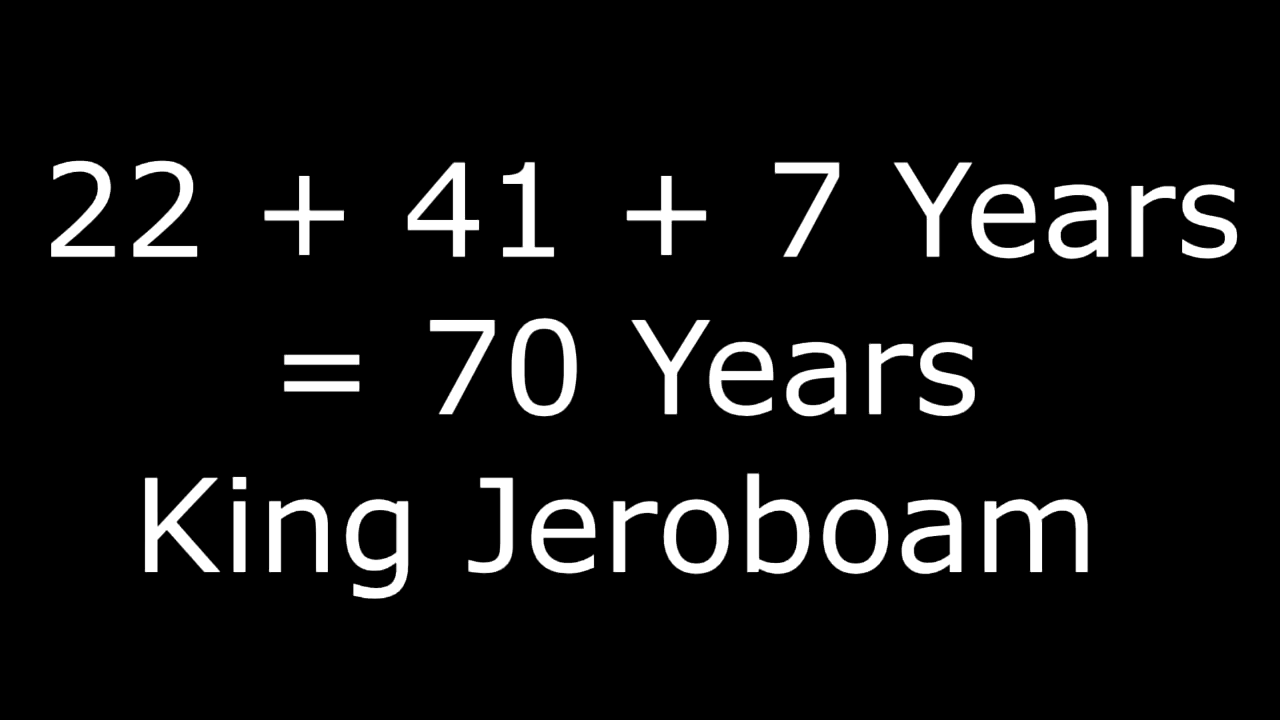 22 + 41 + 7 Years
= 70 Years
King Jeroboam